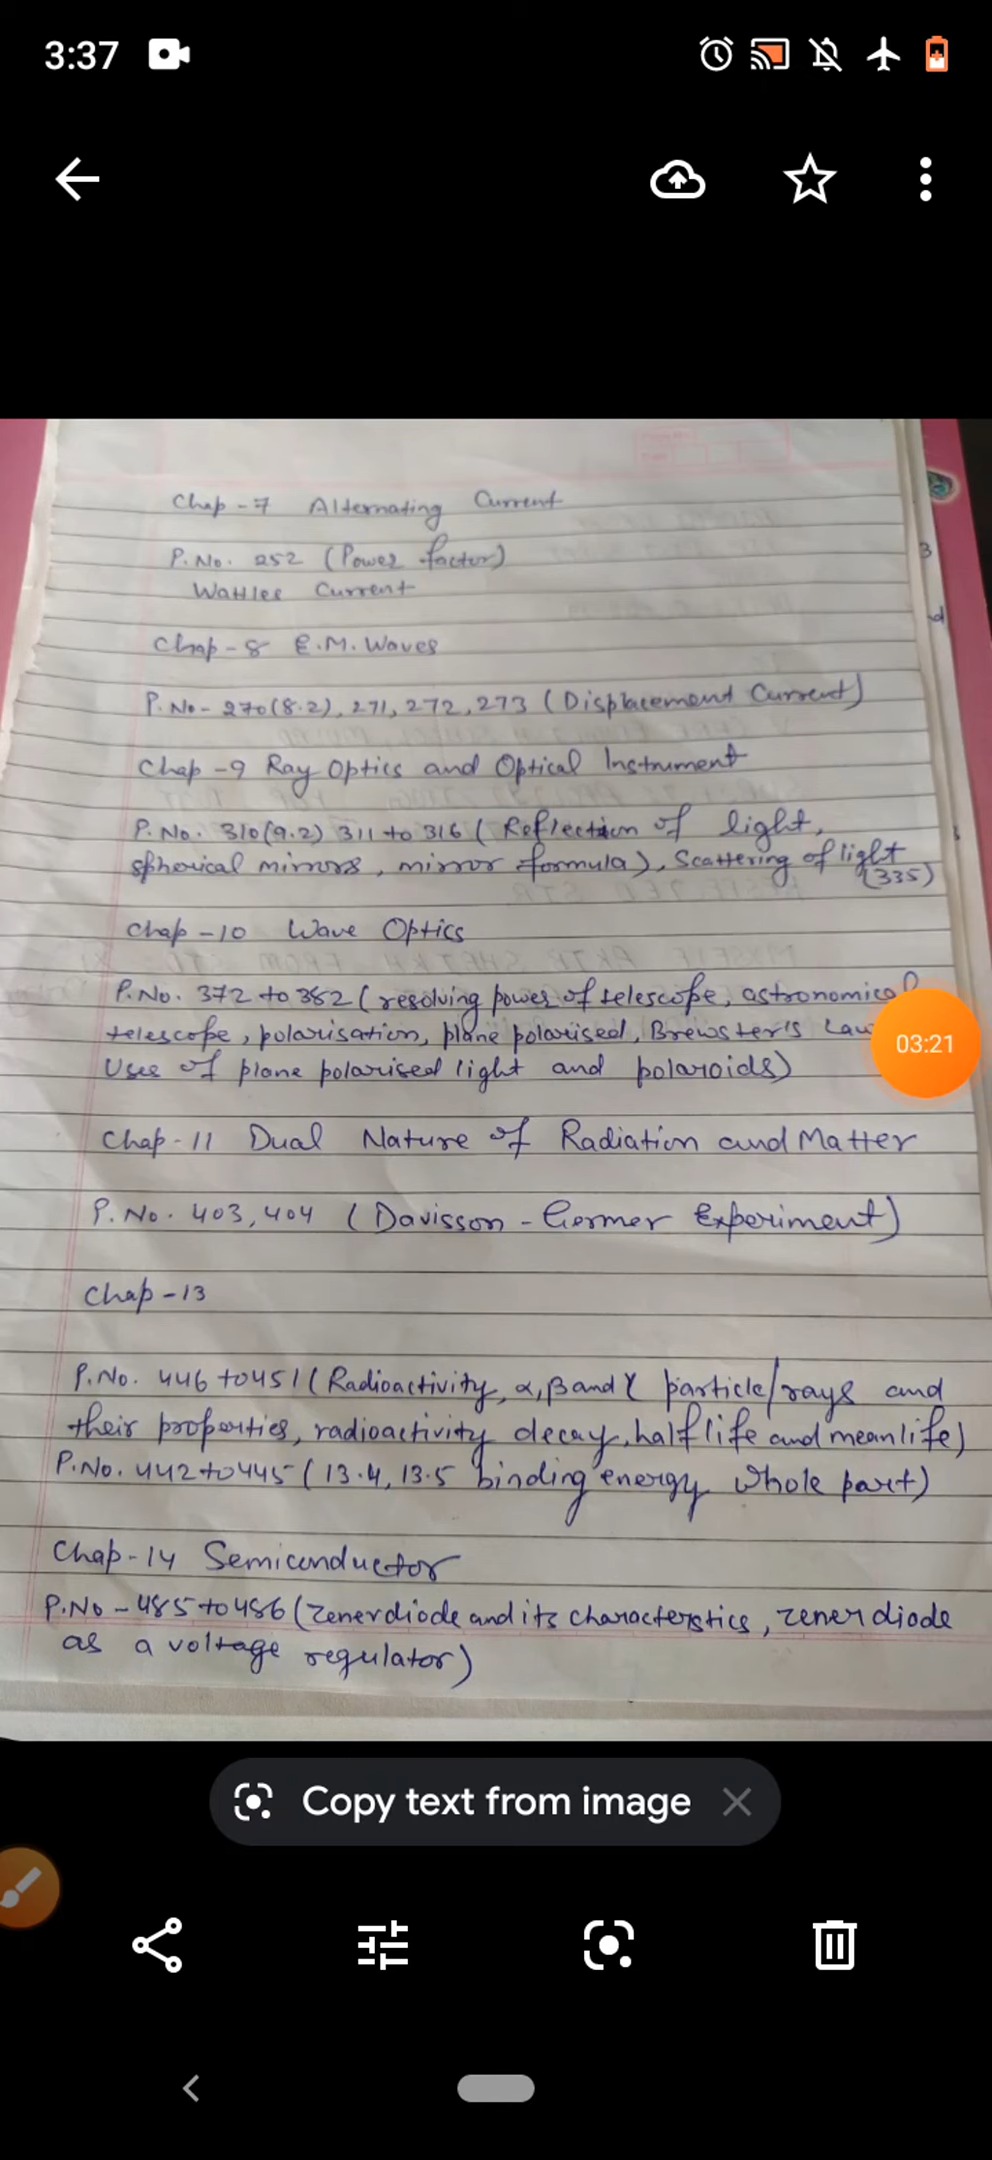 3:37
Chap-7 Alternating Current
P.No. 252 (Power factor)
Wattles Current
Chap-8 E.M. Waves
P.No- 270(8.2), 271, 272, 273 (Displacement Current)
Chap-9 Ray Optics and Optical Instrument
P.No. 310(9.2) 311 to 316 (Reflection of light,
spherical mirrors, mirror formula), Scattering of light
(335)
Chap-10 Wave Optics
P.No. 372 to 382 (resolving power of telescope, astronomical
telescope, polarisation, plane polarised, Brewster's Law
Uses of plane polarised light and polaroids)
03:21
Chap-11 Dual Nature of Radiation and Matter
P.No. 403, 404 (Davisson-Germer Experiment)
Chap-13
P.No. 446 to 451 (Radioactivity, α, β and γ particle/rays and
their properties, radioactivity decay, half life and mean life)
P.No. 442 to 445 (13.4, 13.5 binding energy whole part)
Chap-14 Semiconductor
P.No-485 to 486 (Zener diode and its characterstics, zener diode
as a voltage regulator)
Copy text from image